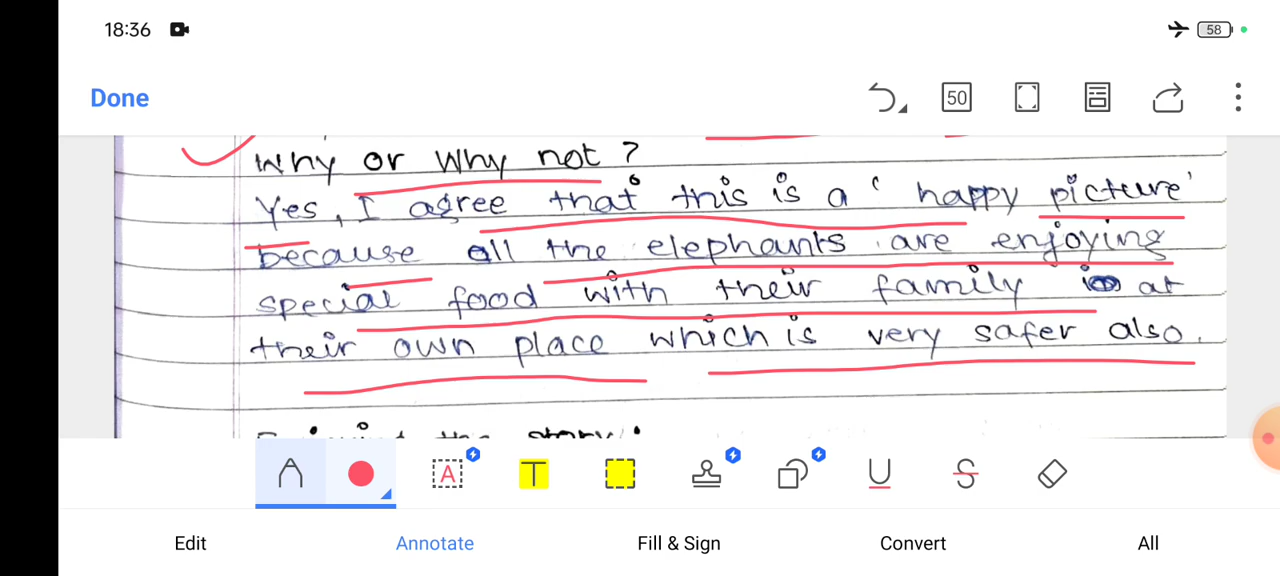 18:36
58
Done
50
Why or Why not ?
Yes, I agree that this is a ' happy picture'
because all the elephants are enjoying
special food with their family at
their own place which is very safer also.
the story:
A
T
U
S
Edit
Annotate
Fill & Sign
Convert
All